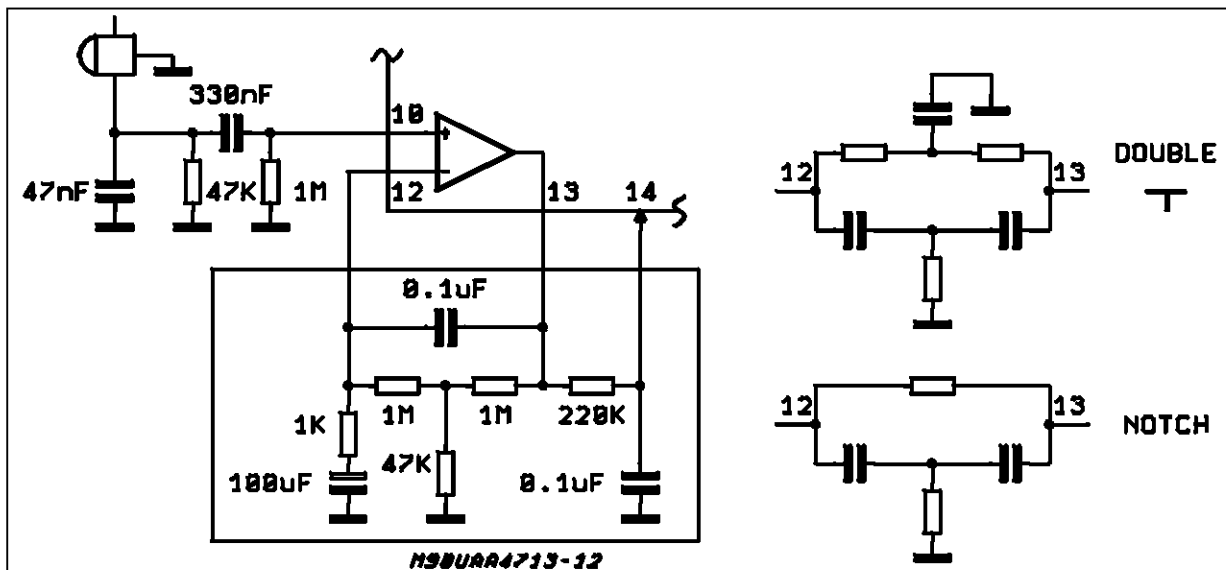 330nF
10
+
47nF
47K
1M
12
−
13
14
0.1uF
1M
1M
220K
1K
100uF
47K
0.1uF
M90UAA4713-12
12
13
DOUBLE
T
12
13
NOTCH